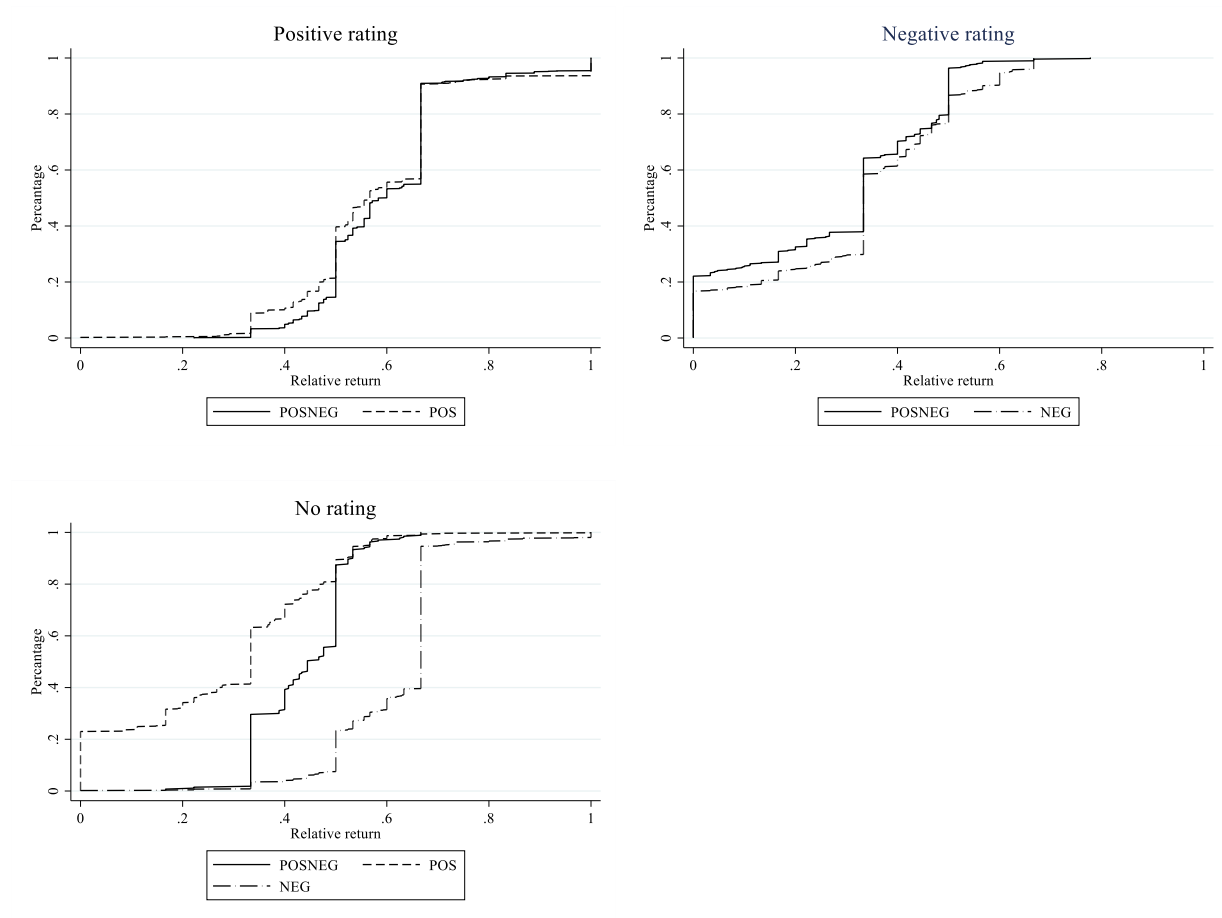 Positive rating
Percantage
1
.8
.6
.4
.2
0
0 .2 .4 .6 .8 1
Relative return
POSNEG POS
Negative rating
Percantage
1
.8
.6
.4
.2
0
0 .2 .4 .6 .8 1
Relative return
POSNEG NEG
No rating
Percantage
1
.8
.6
.4
.2
0
0 .2 .4 .6 .8 1
Relative return
POSNEG POS
NEG